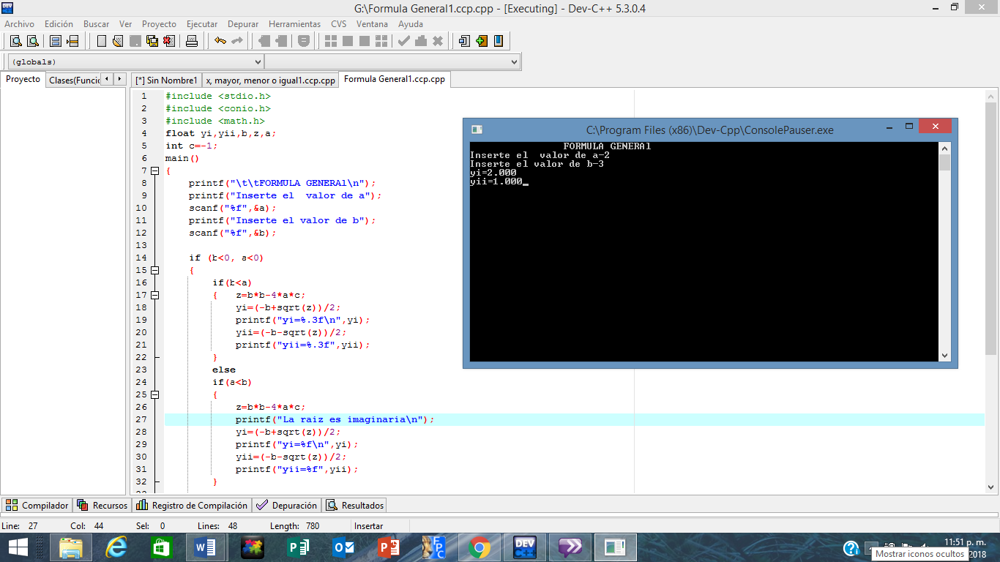 G:\Formula General1.ccp.cpp - [Executing] - Dev-C++ 5.3.0.4
Archivo Edición Buscar Ver Proyecto Ejecutar Depurar Herramientas CVS Ventana Ayuda
(globals)
Proyecto Clases(Funcio [*] Sin Nombre1 x, mayor, menor o igual1.ccp.cpp Formula General1.ccp.cpp
1 #include <stdio.h>
2 #include <conio.h>
3 #include <math.h>
4 float yi,yii,b,z,a;
5 int c=-1;
6 main()
7 {
8 printf("\t\tFORMULA GENERAl\n");
9 printf("Inserte el  valor de a");
10 scanf("%f",&a);
11 printf("Inserte el valor de b");
12 scanf("%f",&b);
13
14 if (b<0, a<0)
15 {
16 if(b<a)
17 {   z=b*b-4*a*c;
18 yi=(-b+sqrt(z))/2;
19 printf("yi=%.3f\n",yi);
20 yii=(-b-sqrt(z))/2;
21 printf("yii=%.3f",yii);
22 }
23 else
24 if(a<b)
25 {
26 z=b*b-4*a*c;
27 printf("La raiz es imaginaria\n");
28 yi=(-b+sqrt(z))/2;
29 printf("yi=%f\n",yi);
30 yii=(-b-sqrt(z))/2;
31 printf("yii=%f",yii);
32 }
C:\Program Files (x86)\Dev-Cpp\ConsolePauser.exe
FORMULA GENERAl
Inserte el  valor de a-2
Inserte el valor de b-3
yi=2.000
yii=1.000_
Compilador Recursos Registro de Compilación Depuración Resultados
Line: 27 Col: 44 Sel: 0 Lines: 48 Length: 780 Insertar
11:51 p. m.
Mostrar iconos ocultos 2018